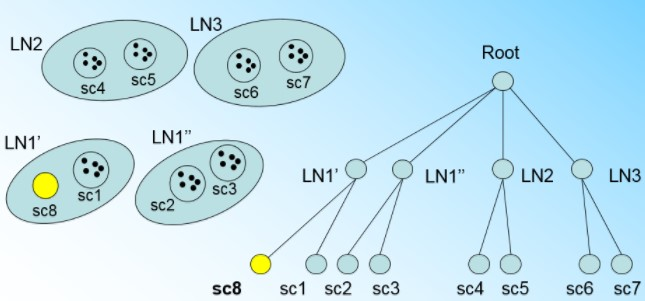 LN2
LN3
sc4
sc5
sc6
sc7
LN1’
LN1”
sc8
sc1
sc2
sc3
Root
LN1’
LN1”
LN2
LN3
sc8
sc1
sc2
sc3
sc4
sc5
sc6
sc7